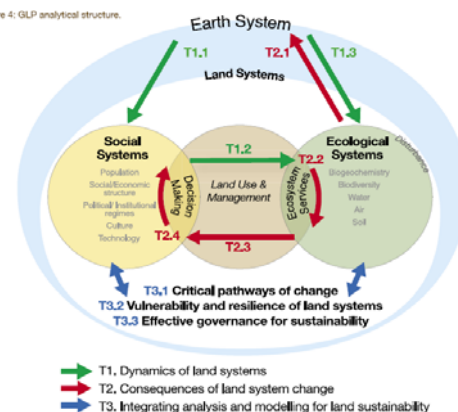 e 4: GLP analytical structure.
Earth System
T1.1
T2.1
T1.3
Land Systems
Social
Systems
Population
Social/Economic
structure
Political/Institutional
regimes
Culture
Technology
Decision
Making
T1.2
Land Use &
Management
T2.3
T2.4
T2.2
Ecosystem
Services
Ecological
Systems
Disturbance
Biogeochemistry
Biodiversity
Water
Air
Soil
T3.1 Critical pathways of change
T3.2 Vulnerability and resilience of land systems
T3.3 Effective governance for sustainability
T1. Dynamics of land systems
T2. Consequences of land system change
T3. Integrating analysis and modelling for land sustainability